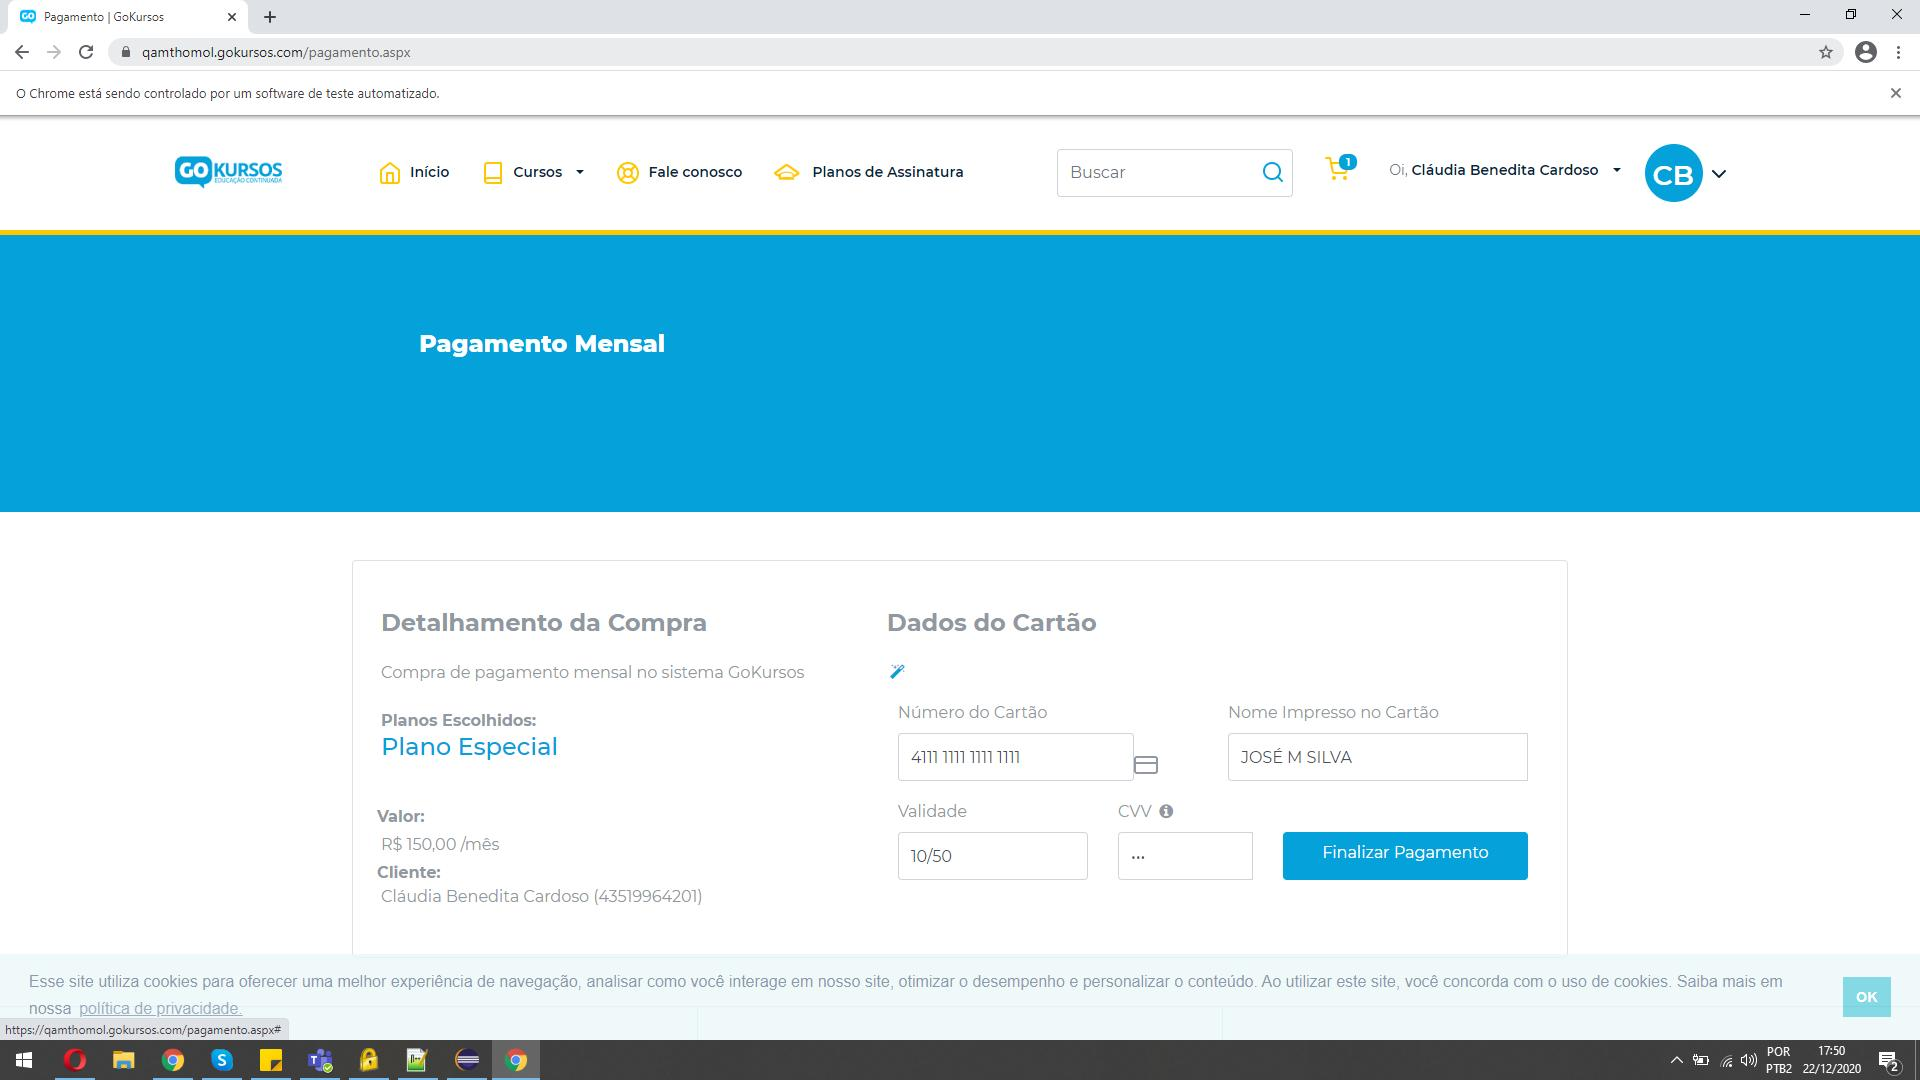 Pagamento | GoKursos
qamthomol.gokursos.com/pagamento.aspx
O Chrome está sendo controlado por um software de teste automatizado.
GO KURSOS
EDUCAÇÃO CONTINUADA
Início
Cursos
Fale conosco
Planos de Assinatura
Buscar
1
Oi, Cláudia Benedita Cardoso
CB
Pagamento Mensal
Detalhamento da Compra
Compra de pagamento mensal no sistema GoKursos
Planos Escolhidos:
Plano Especial
Valor:
R$ 150,00 /mês
Cliente:
Cláudia Benedita Cardoso (43519964201)
Dados do Cartão
Número do Cartão
Nome Impresso no Cartão
4111 1111 1111 1111
JOSÉ M SILVA
Validade
CVV
10/50
•••
Finalizar Pagamento
Esse site utiliza cookies para oferecer uma melhor experiência de navegação, analisar como você interage em nosso site, otimizar o desempenho e personalizar o conteúdo. Ao utilizar este site, você concorda com o uso de cookies. Saiba mais em
nossa política de privacidade.
OK
https://qamthomol.gokursos.com/pagamento.aspx#
POR
PTB2
17:50
22/12/2020
2